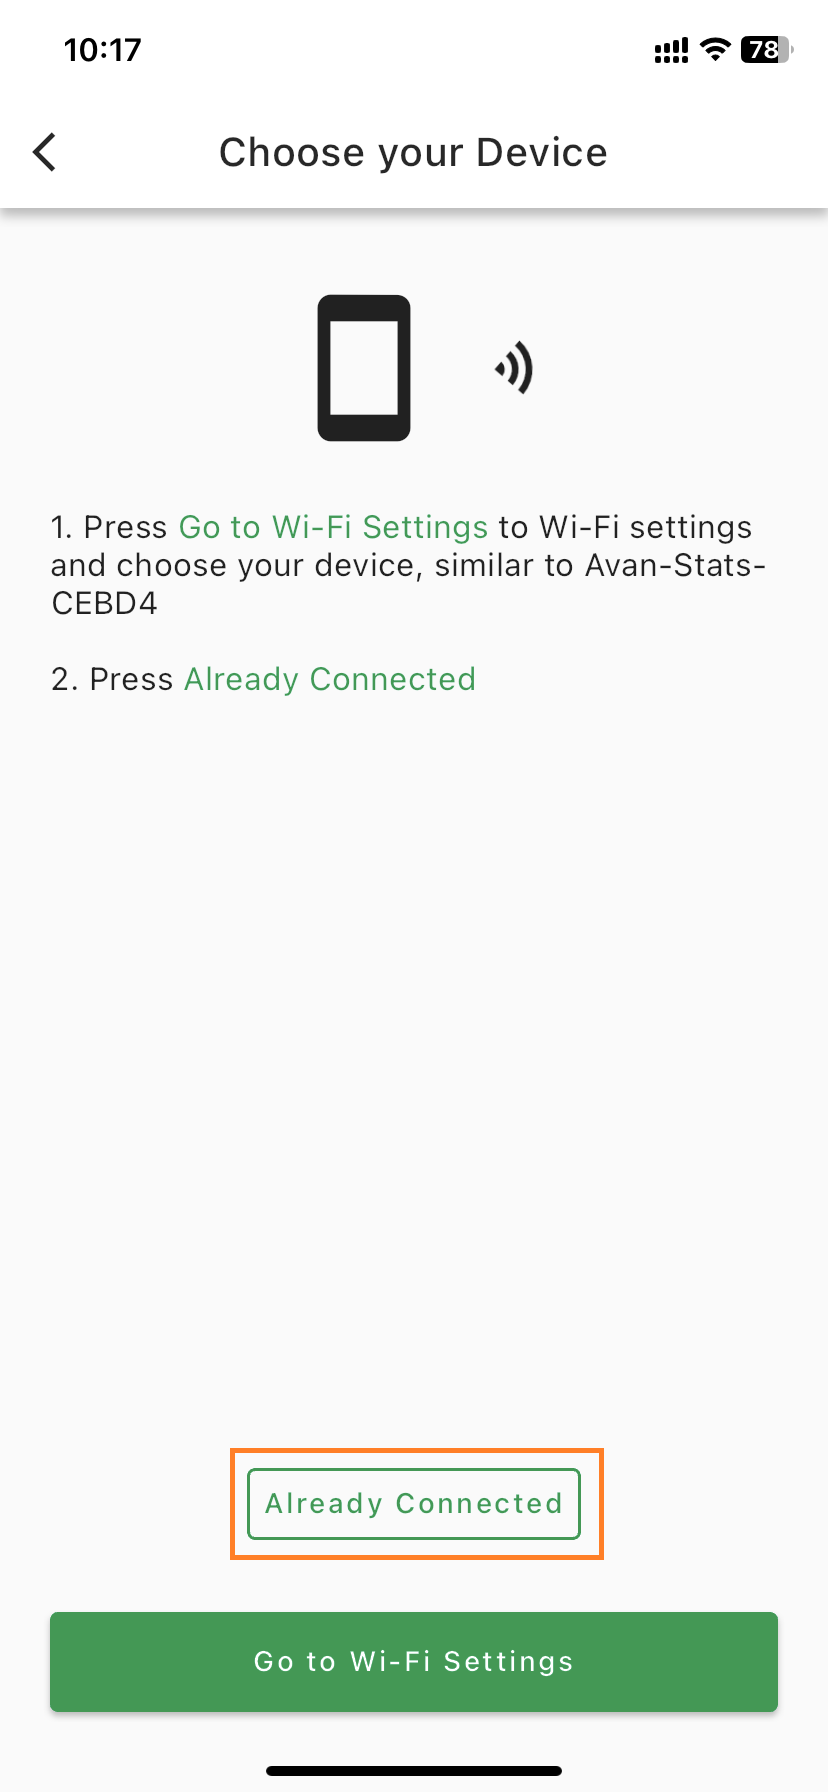 10:17
78
Choose your Device
1. Press Go to Wi-Fi Settings to Wi-Fi settings
and choose your device, similar to Avan-Stats-
CEBD4
2. Press Already Connected
Already Connected
Go to Wi-Fi Settings